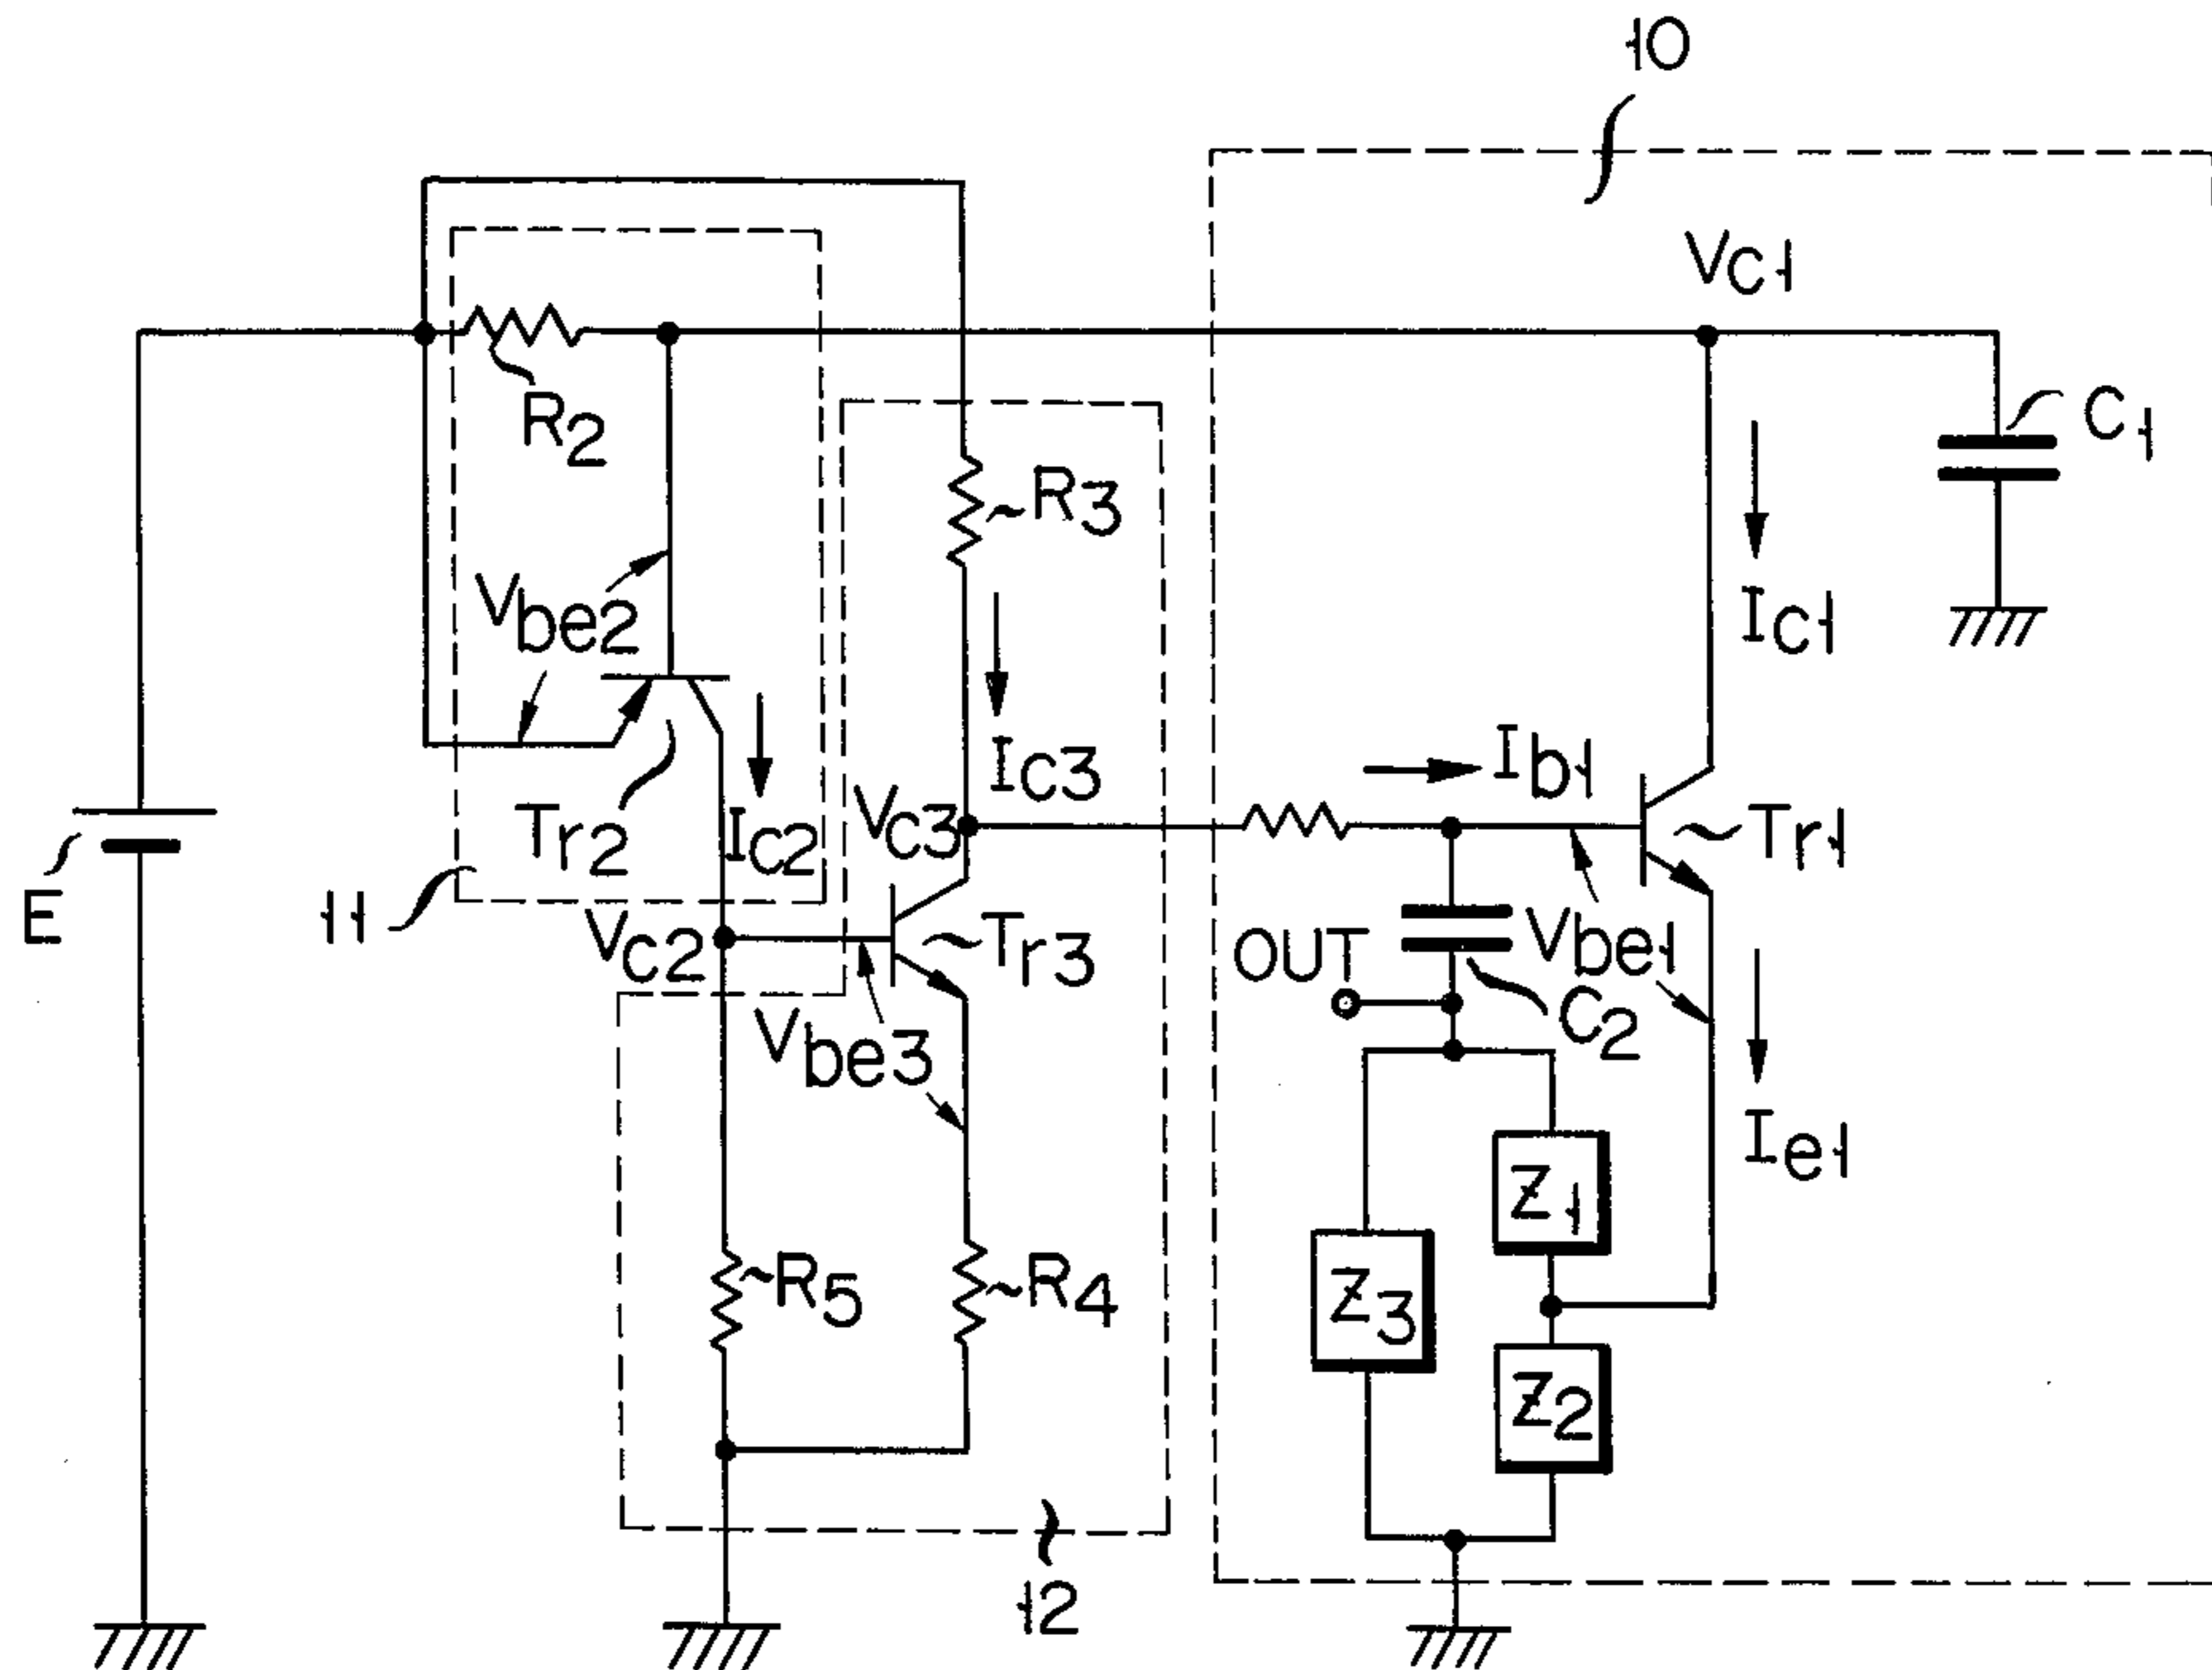 10
Vc1
R2
C1
R3
Vbe2
Ic1
Ic3
Ib1
Tr2
Ic2
Vc3
Tr1
E
11
Vc2
Tr3
OUT
Vbe1
C2
Vbe3
Ie1
Z1
R5
R4
Z3
Z2
12